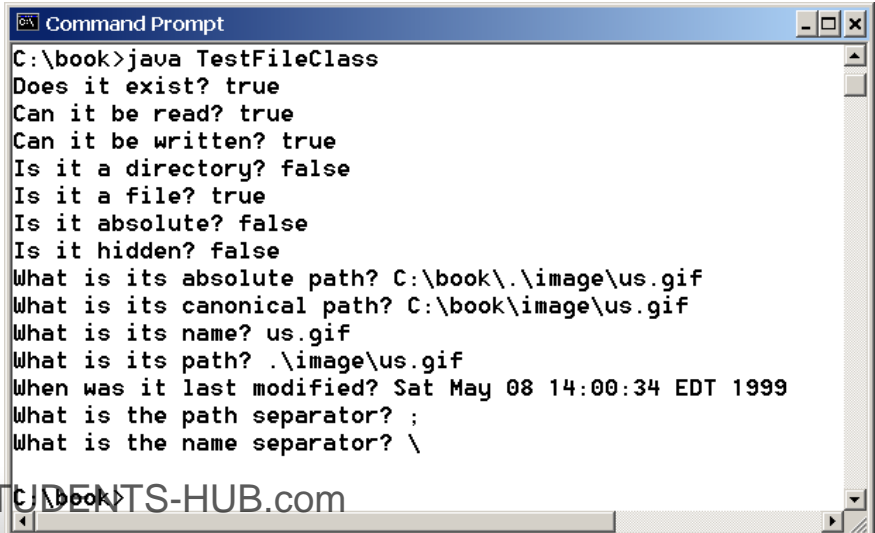 Command Prompt
C:\book>java TestFileClass
Does it exist? true
Can it be read? true
Can it be written? true
Is it a directory? false
Is it a file? true
Is it absolute? false
Is it hidden? false
What is its absolute path? C:\book\.\image\us.gif
What is its canonical path? C:\book\image\us.gif
What is its name? us.gif
What is its path? .\image\us.gif
When was it last modified? Sat May 08 14:00:34 EDT 1999
What is the path separator? ;
What is the name separator? \
C:\book>
TUDENTS-HUB.com